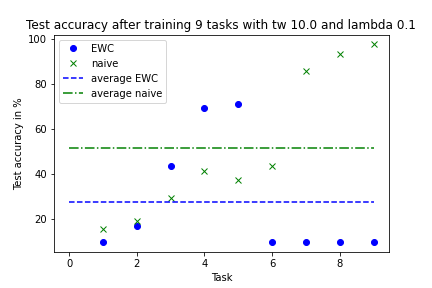 Test accuracy after training 9 tasks with tw 10.0 and lambda 0.1
100
80
60
40
20
Test accuracy in %
EWC
naive
average EWC
average naive
0 2 4 6 8
Task